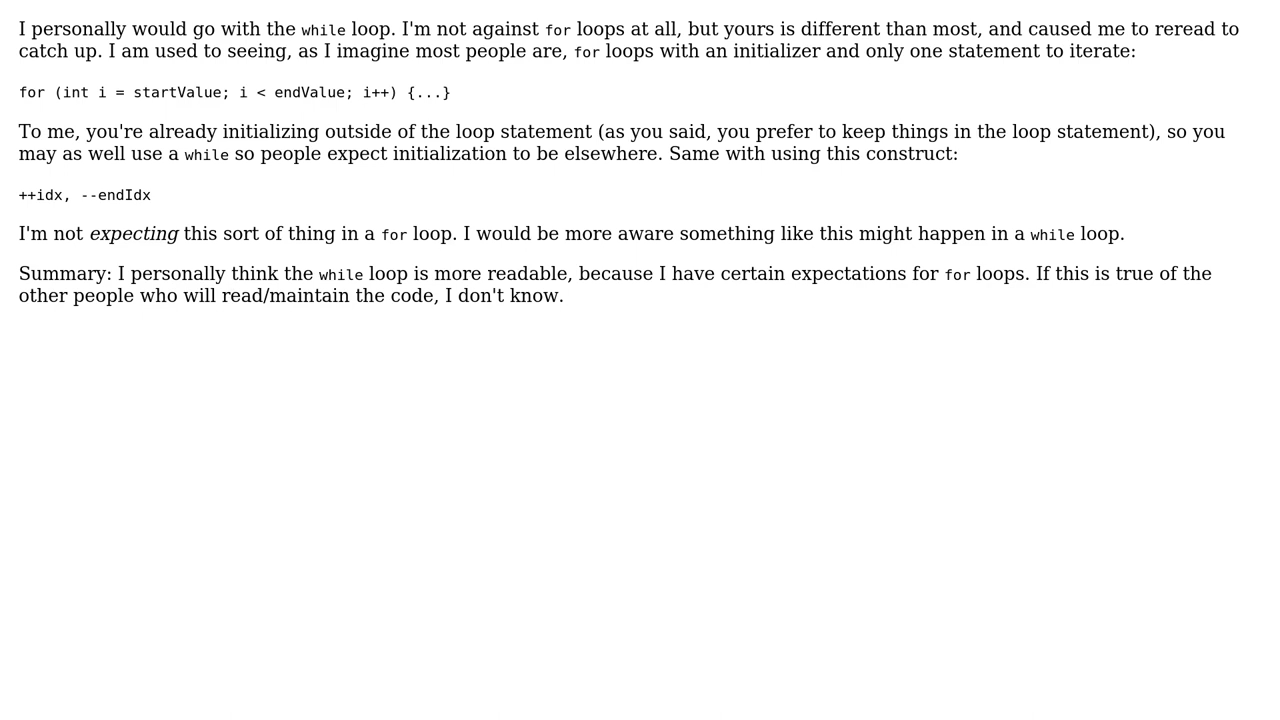 I personally would go with the while loop. I'm not against for loops at all, but yours is different than most, and caused me to reread to
catch up. I am used to seeing, as I imagine most people are, for loops with an initializer and only one statement to iterate:
for (int i = startValue; i < endValue; i++) {...}
To me, you're already initializing outside of the loop statement (as you said, you prefer to keep things in the loop statement), so you
may as well use a while so people expect initialization to be elsewhere. Same with using this construct:
++idx, --endIdx
I'm not expecting this sort of thing in a for loop. I would be more aware something like this might happen in a while loop.
Summary: I personally think the while loop is more readable, because I have certain expectations for for loops. If this is true of the
other people who will read/maintain the code, I don't know.